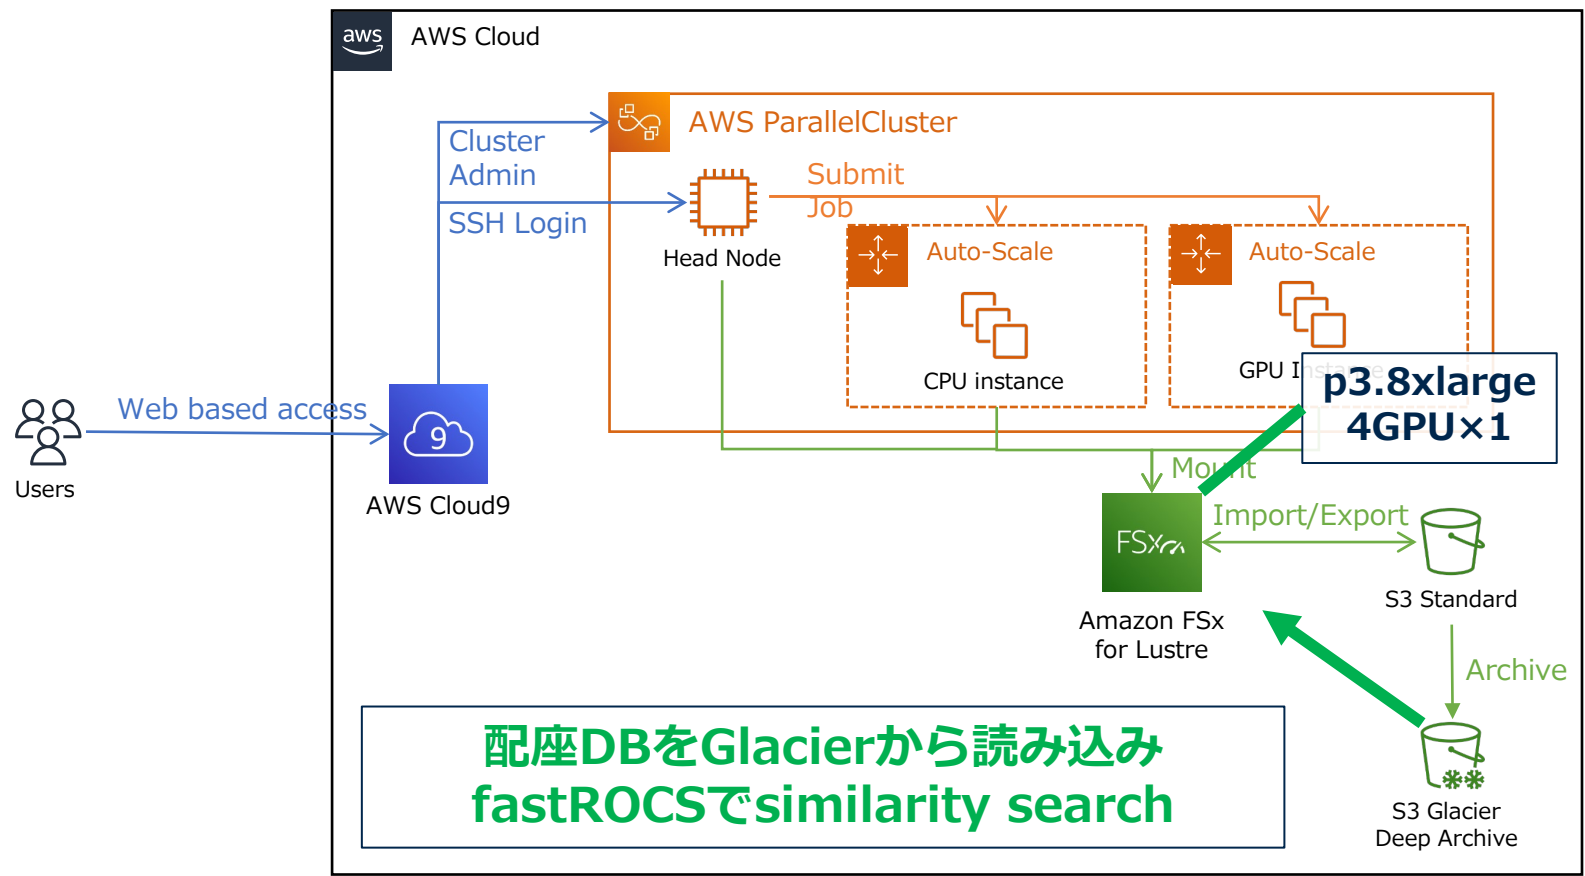 aws
AWS Cloud
AWS ParallelCluster
Cluster
Admin
SSH Login
Submit
Job
Head Node
Auto-Scale
CPU instance
Auto-Scale
GPU Instance
p3.8xlarge
4GPU×1
Users
Web based access
9
AWS Cloud9
Mount
FSx
Import/Export
Amazon FSx
for Lustre
S3 Standard
Archive
S3 Glacier
Deep Archive
配座DBをGlacierから読み込み
fastROCSでsimilarity search